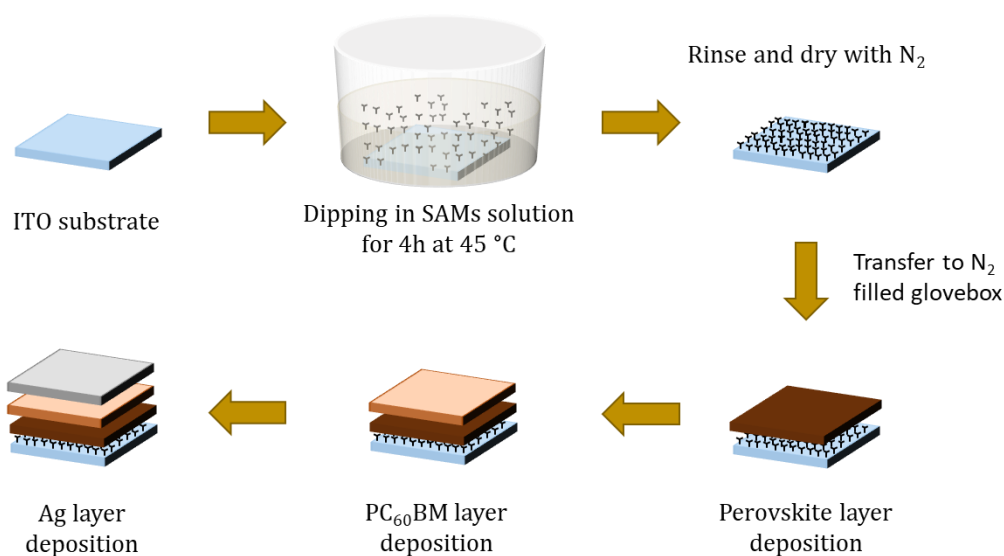 ITO substrate
Dipping in SAMs solution
for 4h at 45 °C
Rinse and dry with N₂
Transfer to N₂
filled glovebox
Perovskite layer
deposition
PC₆₀BM layer
deposition
Ag layer
deposition